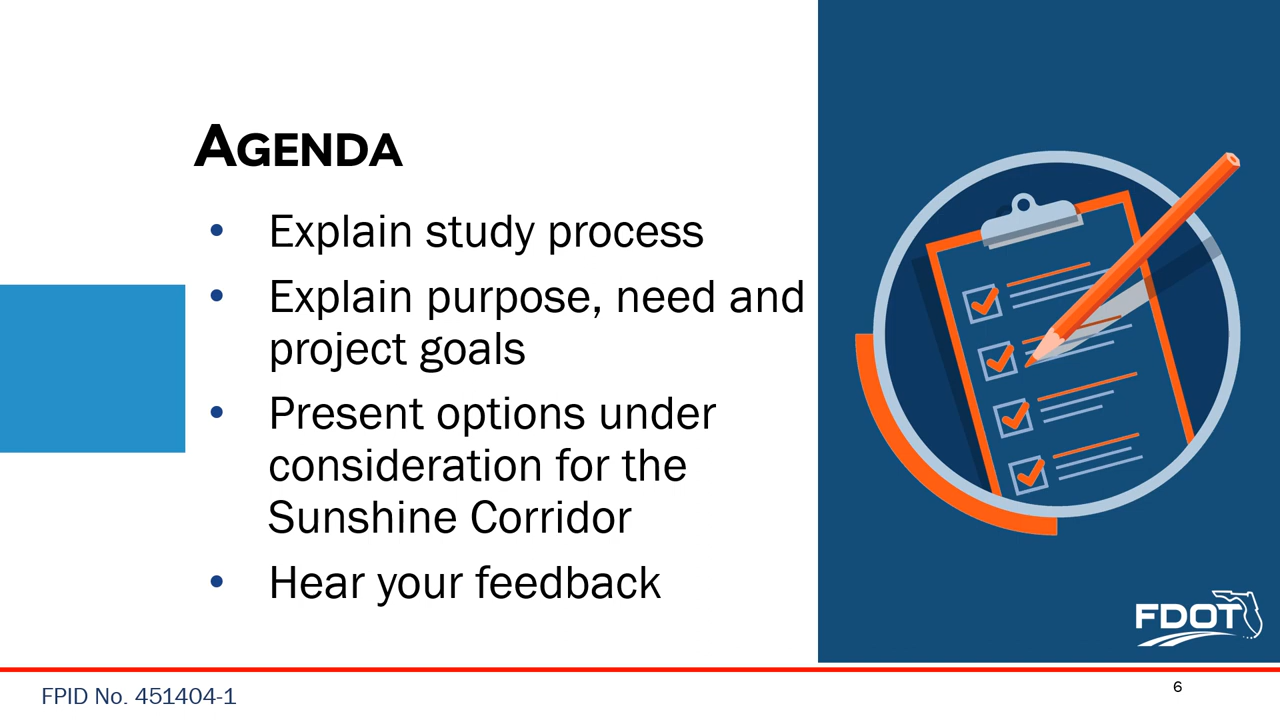 AGENDA
• Explain study process
• Explain purpose, need and
project goals
• Present options under
consideration for the
Sunshine Corridor
• Hear your feedback
FDOT
FPID No. 451404-1
6